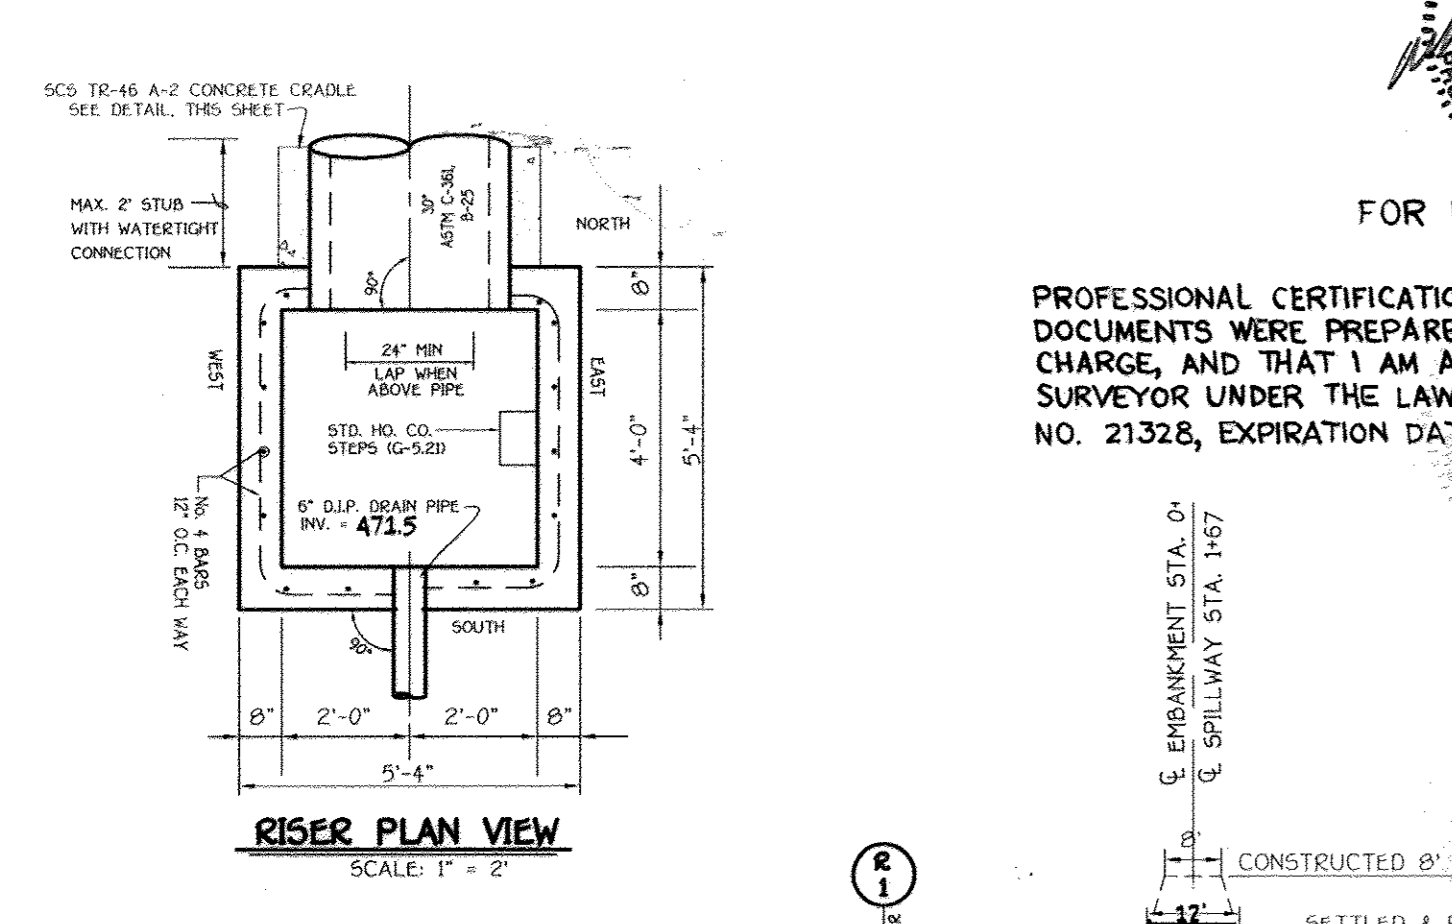 SCS TR-46 A-2 CONCRETE CRADLE
SEE DETAIL, THIS SHEET
MAX. 2' STUB
WITH WATERTIGHT
CONNECTION
30"
ASTM C-361,
B-25
NORTH
90°
8"
24" MIN
LAP WHEN
ABOVE PIPE
WEST
EAST
STD. HO. CO.
STEPS (G-5.21)
4'-0"
5'-4"
6" D.I.P. DRAIN PIPE
INV. = 471.5
No. 4 BARS
12" O.C. EACH WAY
8"
SOUTH
90°
8"
2'-0"
2'-0"
8"
5'-4"
RISER PLAN VIEW
SCALE: 1" = 2'
FOR
PROFESSIONAL CERTIFICATIO
DOCUMENTS WERE PREPARE
CHARGE, AND THAT I AM A
SURVEYOR UNDER THE LAW
NO. 21328, EXPIRATION DAT
℄ EMBANKMENT STA. 0+
℄ SPILLWAY STA. 1+67
8'
CONSTRUCTED 8'
12'
R
1